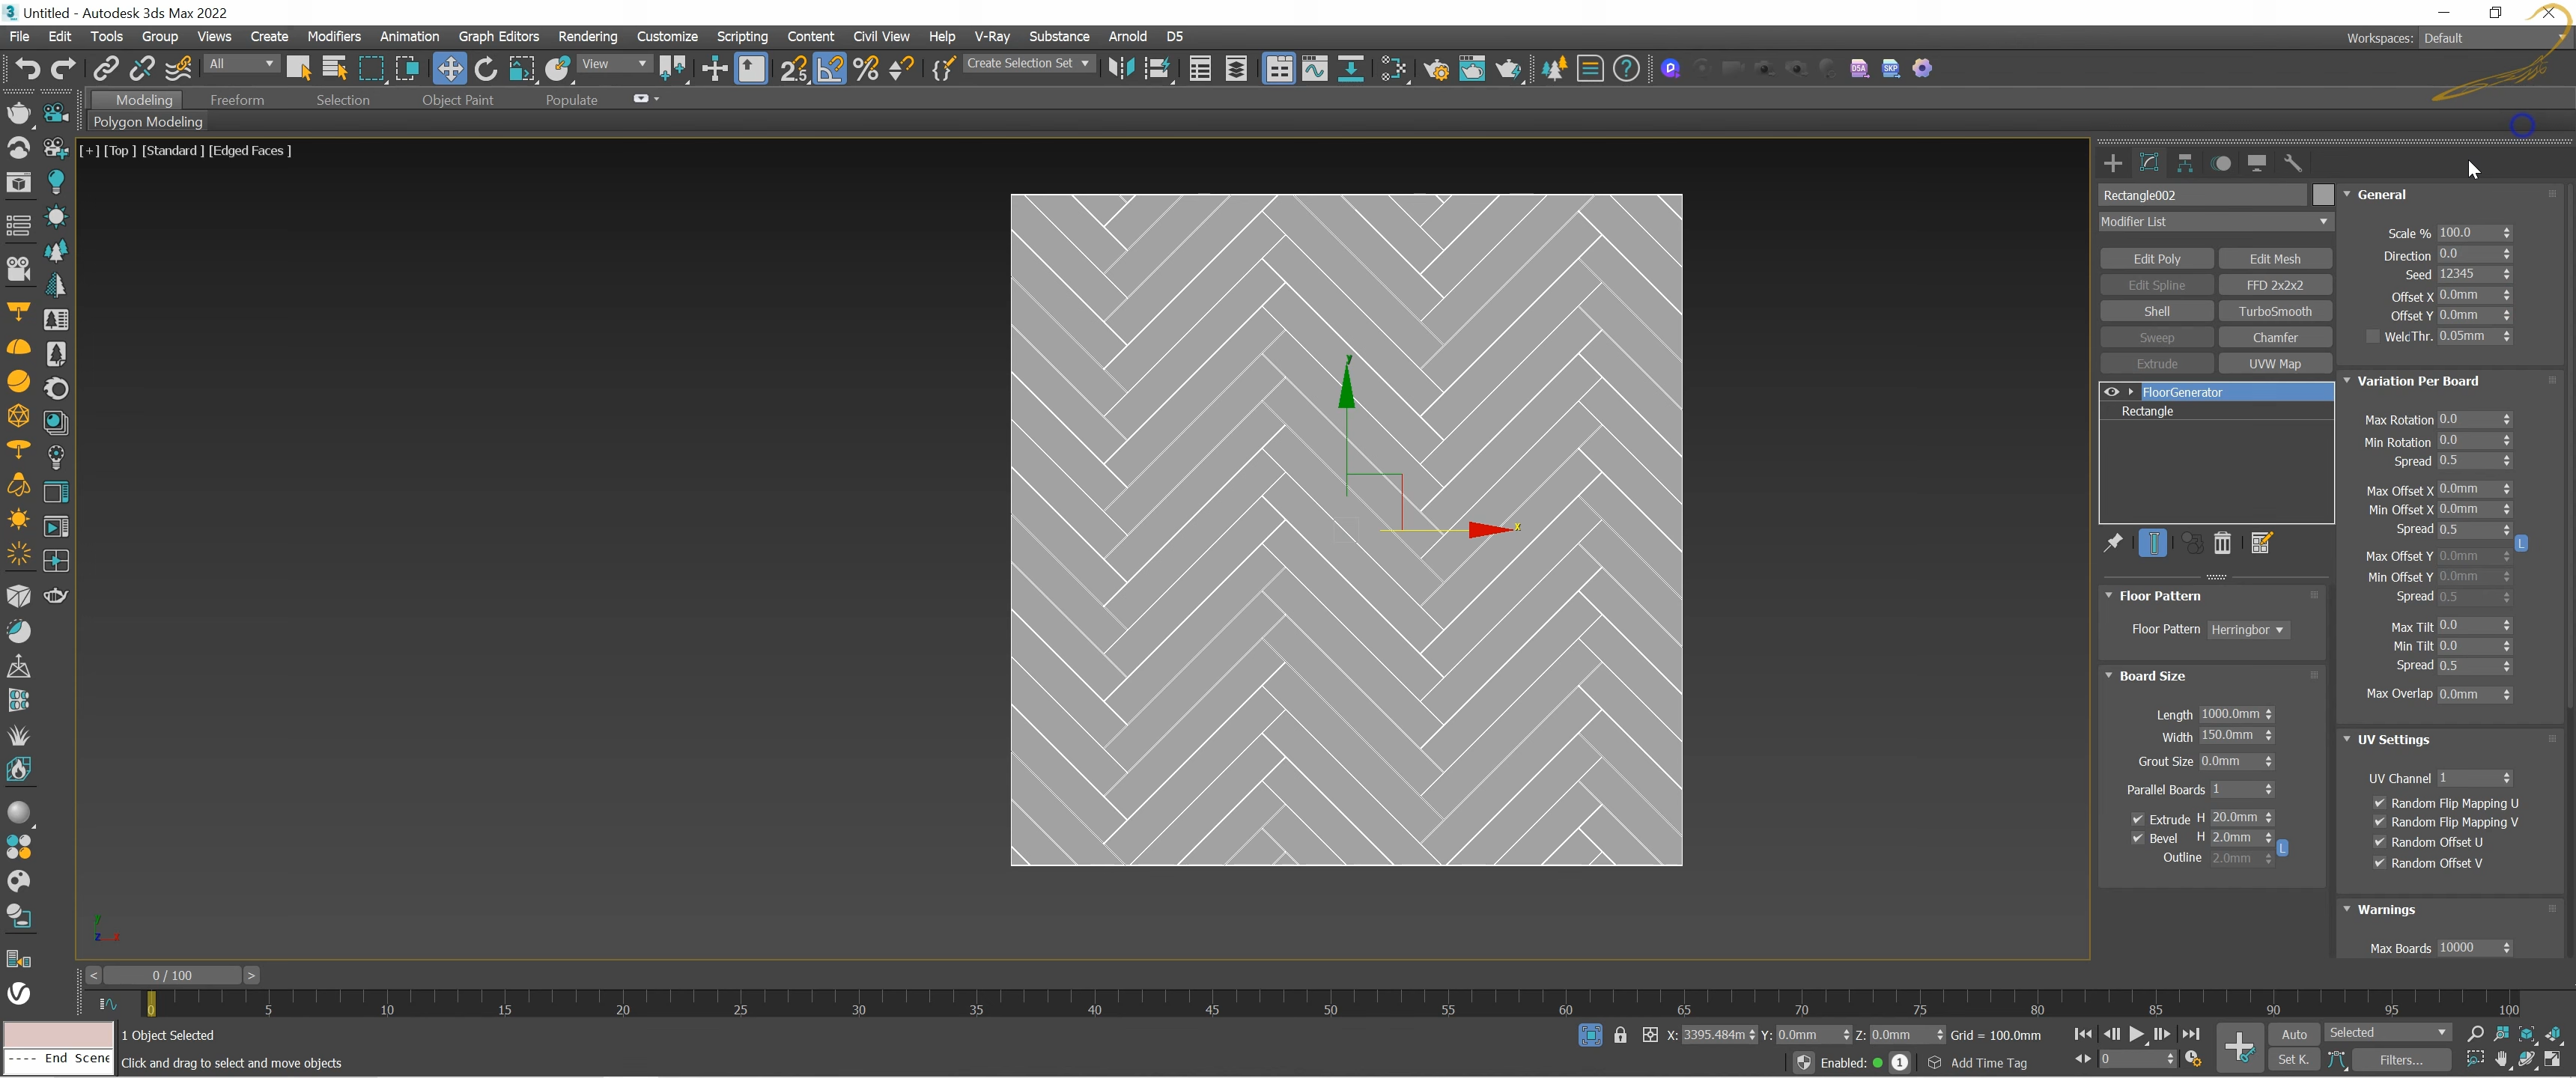 Untitled - Autodesk 3ds Max 2022
File Edit Tools Group Views Create Modifiers Animation Graph Editors Rendering Customize Scripting Content Civil View Help V-Ray Substance Arnold D5
Workspaces: Default
All View Create Selection Set
Modeling Freeform Selection Object Paint Populate
Polygon Modeling
[+] [Top ] [Standard ] [Edged Faces ]
Rectangle002
Modifier List
Edit Poly Edit Mesh
Edit Spline FFD 2x2x2
Shell TurboSmooth
Sweep Chamfer
Extrude UVW Map
FloorGenerator
Rectangle
Floor Pattern
Floor Pattern Herringbor
Board Size
Length 1000.0mm
Width 150.0mm
Grout Size 0.0mm
Parallel Boards 1
Extrude H 20.0mm
Bevel H 2.0mm
L
Outline 2.0mm
General
Scale % 100.0
Direction 0.0
Seed 12345
Offset X 0.0mm
Offset Y 0.0mm
WelcThr. 0.05mm
Variation Per Board
Max Rotation 0.0
Min Rotation 0.0
Spread 0.5
Max Offset X 0.0mm
Min Offset X 0.0mm
Spread 0.5
L
Max Offset Y 0.0mm
Min Offset Y 0.0mm
Spread 0.5
Max Tilt 0.0
Min Tilt 0.0
Spread 0.5
Max Overlap 0.0mm
UV Settings
UV Channel 1
Random Flip Mapping U
Random Flip Mapping V
Random Offset U
Random Offset V
Warnings
Max Boards 10000
y
x
z
< 0 / 100 >
0 5 10 15 20 25 30 35 40 45 50 55 60 65 70 75 80 85 90 95 100
1 Object Selected
X: 3395.484m Y: 0.0mm Z: 0.0mm Grid = 100.0mm
Auto Selected
---- End Scene
Click and drag to select and move objects
Enabled: 1 Add Time Tag
0
Set K. Filters...